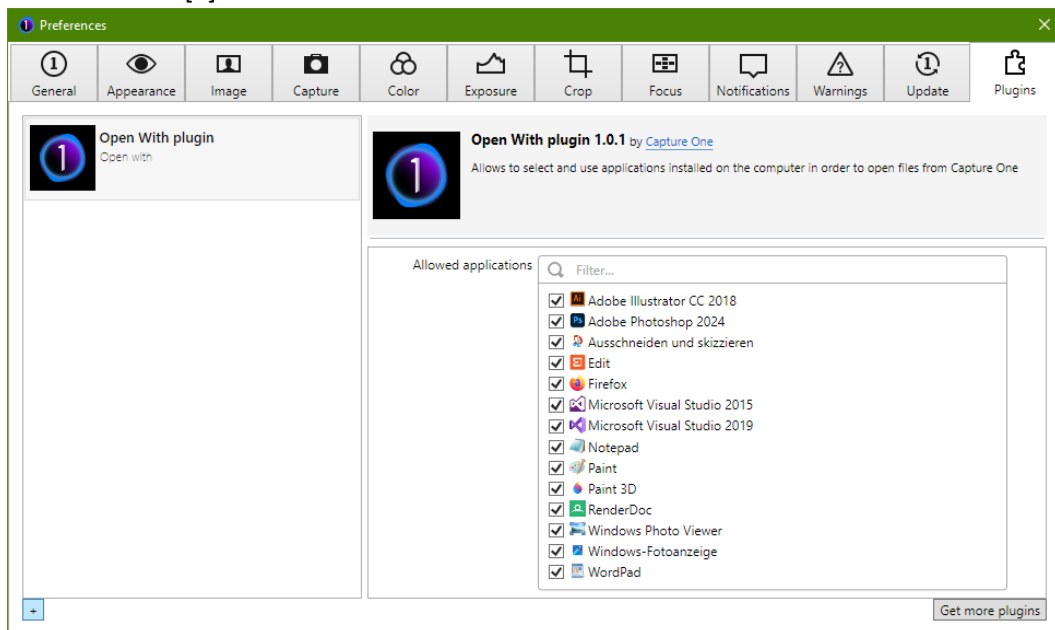 Preferences
General Appearance Image Capture Color Exposure Crop Focus Notifications Warnings Update Plugins
Open With plugin
Open with
Open With plugin 1.0.1 by Capture One
Allows to select and use applications installed on the computer in order to open files from Capture One
Allowed applications
Filter...
Adobe Illustrator CC 2018
Adobe Photoshop 2024
Ausschneiden und skizzieren
Edit
Firefox
Microsoft Visual Studio 2015
Microsoft Visual Studio 2019
Notepad
Paint
Paint 3D
RenderDoc
Windows Photo Viewer
Windows-Fotoanzeige
WordPad
+
Get more plugins